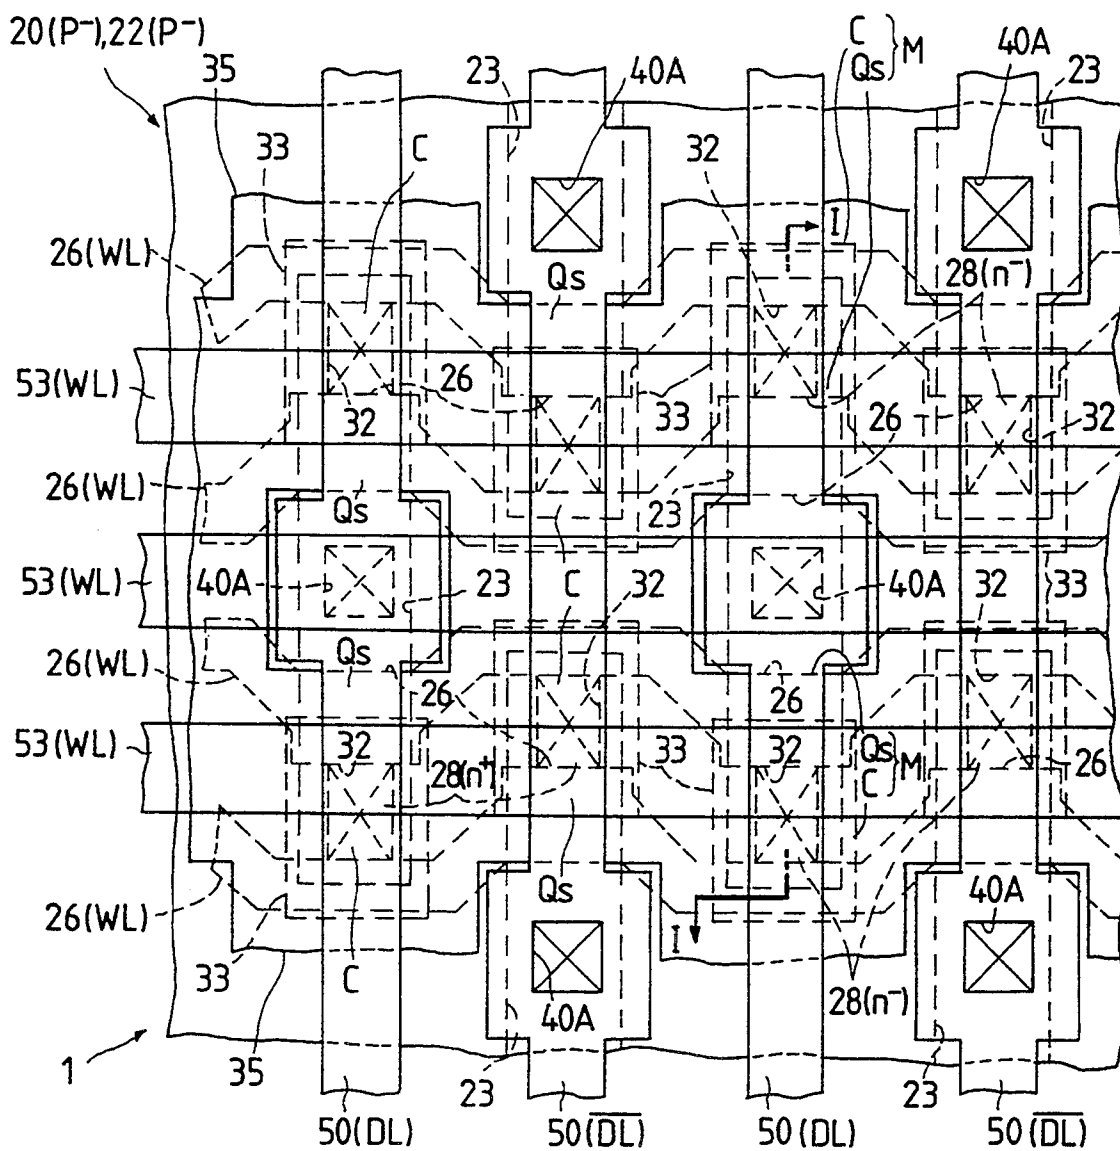 20(P⁻),22(P⁻)
35
23
40A
C
Qs } M
40A
23
33
C
32
I
26(WL)
Qs
28(n⁻)
53(WL)
26
33
26
32
32
26(WL)
23
23
Qs
53(WL)
40A
23
C
32
40A
32
33
Qs
26(WL)
26
26
53(WL)
32
28(n⁺)
33
32
Qs
C } M
26
26(WL)
Qs
I
40A
33
C
40A
28(n⁻)
1
35
23
23
50(DL)
50(D̅L̅)
50(DL)
50(D̅L̅)